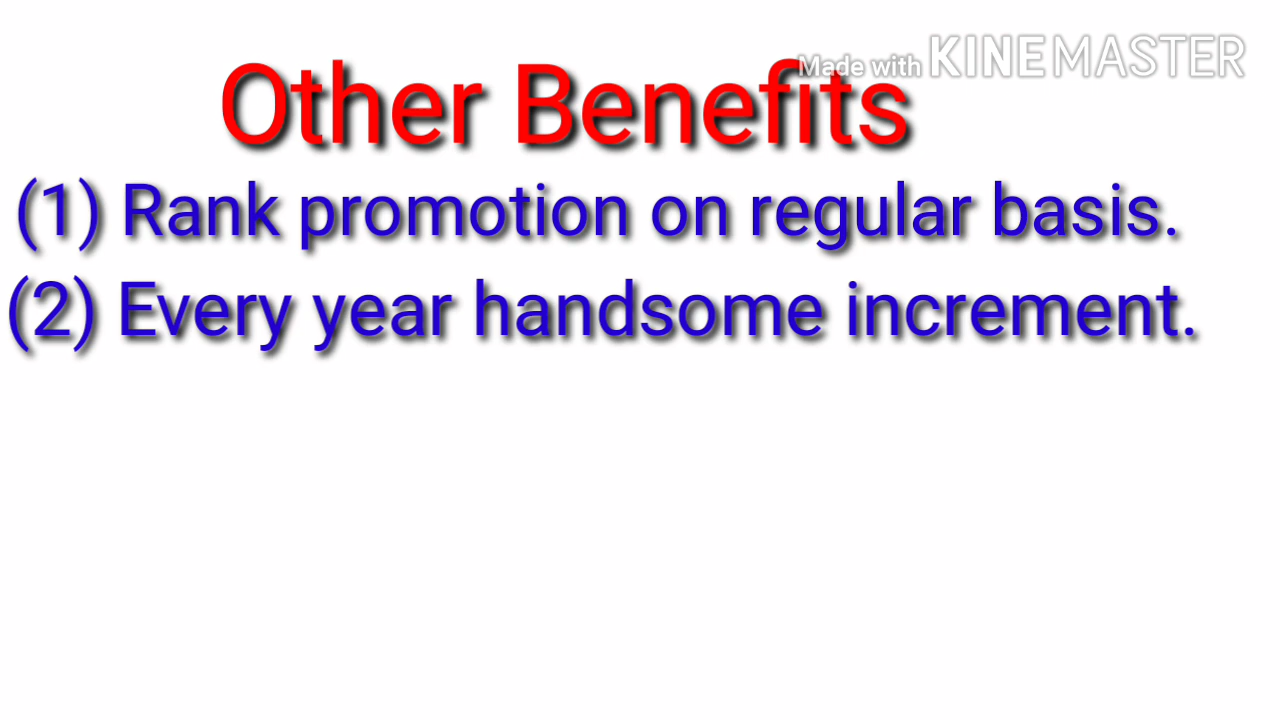 Made with KINEMASTER
Other Benefits
(1) Rank promotion on regular basis.
(2) Every year handsome increment.